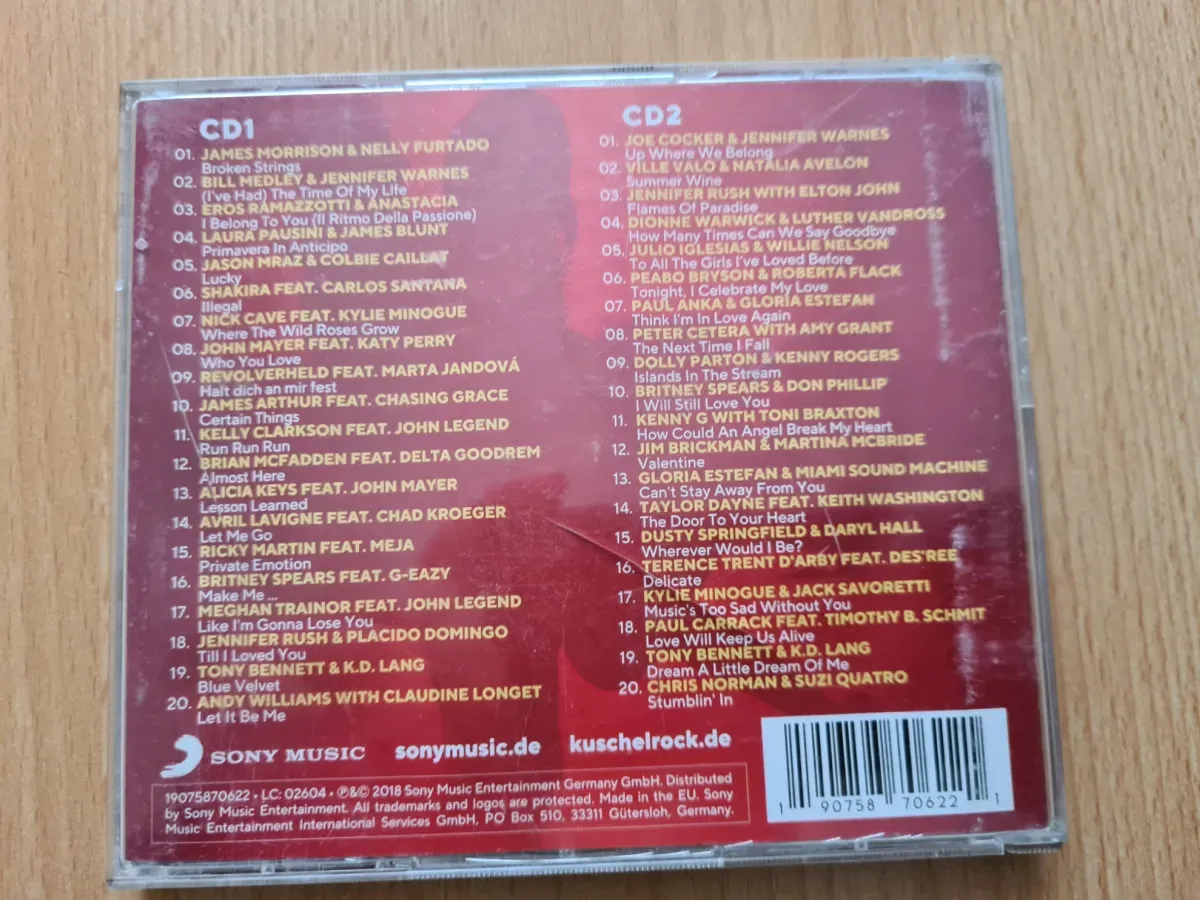 CD1
01. JAMES MORRISON & NELLY FURTADO
Broken Strings
02. BILL MEDLEY & JENNIFER WARNES
(I've Had) The Time Of My Life
03. EROS RAMAZZOTTI & ANASTACIA
I Belong To You (Il Ritmo Della Passione)
04. LAURA PAUSINI & JAMES BLUNT
Primavera In Anticipo
05. JASON MRAZ & COLBIE CAILLAT
Lucky
06. SHAKIRA FEAT. CARLOS SANTANA
Illegal
07. NICK CAVE FEAT. KYLIE MINOGUE
Where The Wild Roses Grow
08. JOHN MAYER FEAT. KATY PERRY
Who You Love
09. REVOLVERHELD FEAT. MARTA JANDOVÁ
Halt dich an mir fest
10. JAMES ARTHUR FEAT. CHASING GRACE
Certain Things
11. KELLY CLARKSON FEAT. JOHN LEGEND
Run Run Run
12. BRIAN MCFADDEN FEAT. DELTA GOODREM
Almost Here
13. ALICIA KEYS FEAT. JOHN MAYER
Lesson Learned
14. AVRIL LAVIGNE FEAT. CHAD KROEGER
Let Me Go
15. RICKY MARTIN FEAT. MEJA
Private Emotion
16. BRITNEY SPEARS FEAT. G-EAZY
Make Me ...
17. MEGHAN TRAINOR FEAT. JOHN LEGEND
Like I'm Gonna Lose You
18. JENNIFER RUSH & PLACIDO DOMINGO
Till I Loved You
19. TONY BENNETT & K.D. LANG
Blue Velvet
20. ANDY WILLIAMS WITH CLAUDINE LONGET
Let It Be Me
CD2
01. JOE COCKER & JENNIFER WARNES
Up Where We Belong
02. VILLE VALO & NATALIA AVELON
Summer Wine
03. JENNIFER RUSH WITH ELTON JOHN
Flames Of Paradise
04. DIONNE WARWICK & LUTHER VANDROSS
How Many Times Can We Say Goodbye
05. JULIO IGLESIAS & WILLIE NELSON
To All The Girls I've Loved Before
06. PEABO BRYSON & ROBERTA FLACK
Tonight, I Celebrate My Love
07. PAUL ANKA & GLORIA ESTEFAN
Think I'm In Love Again
08. PETER CETERA WITH AMY GRANT
The Next Time I Fall
09. DOLLY PARTON & KENNY ROGERS
Islands In The Stream
10. BRITNEY SPEARS & DON PHILLIP
I Will Still Love You
11. KENNY G WITH TONI BRAXTON
How Could An Angel Break My Heart
12. JIM BRICKMAN & MARTINA MCBRIDE
Valentine
13. GLORIA ESTEFAN & MIAMI SOUND MACHINE
Can't Stay Away From You
14. TAYLOR DAYNE FEAT. KEITH WASHINGTON
The Door To Your Heart
15. DUSTY SPRINGFIELD & DARYL HALL
Wherever Would I Be?
16. TERENCE TRENT D'ARBY FEAT. DES'REE
Delicate
17. KYLIE MINOGUE & JACK SAVORETTI
Music's Too Sad Without You
18. PAUL CARRACK FEAT. TIMOTHY B. SCHMIT
Love Will Keep Us Alive
19. TONY BENNETT & K.D. LANG
Dream A Little Dream Of Me
20. CHRIS NORMAN & SUZI QUATRO
Stumblin' In
SONY MUSIC sonymusic.de kuschelrock.de
19075870622 • LC: 02604 • ℗&© 2018 Sony Music Entertainment Germany GmbH. Distributed
by Sony Music Entertainment. All trademarks and logos are protected. Made in the EU. Sony
Music Entertainment International Services GmbH, PO Box 510, 33311 Gütersloh, Germany.
1 90758 70622 1